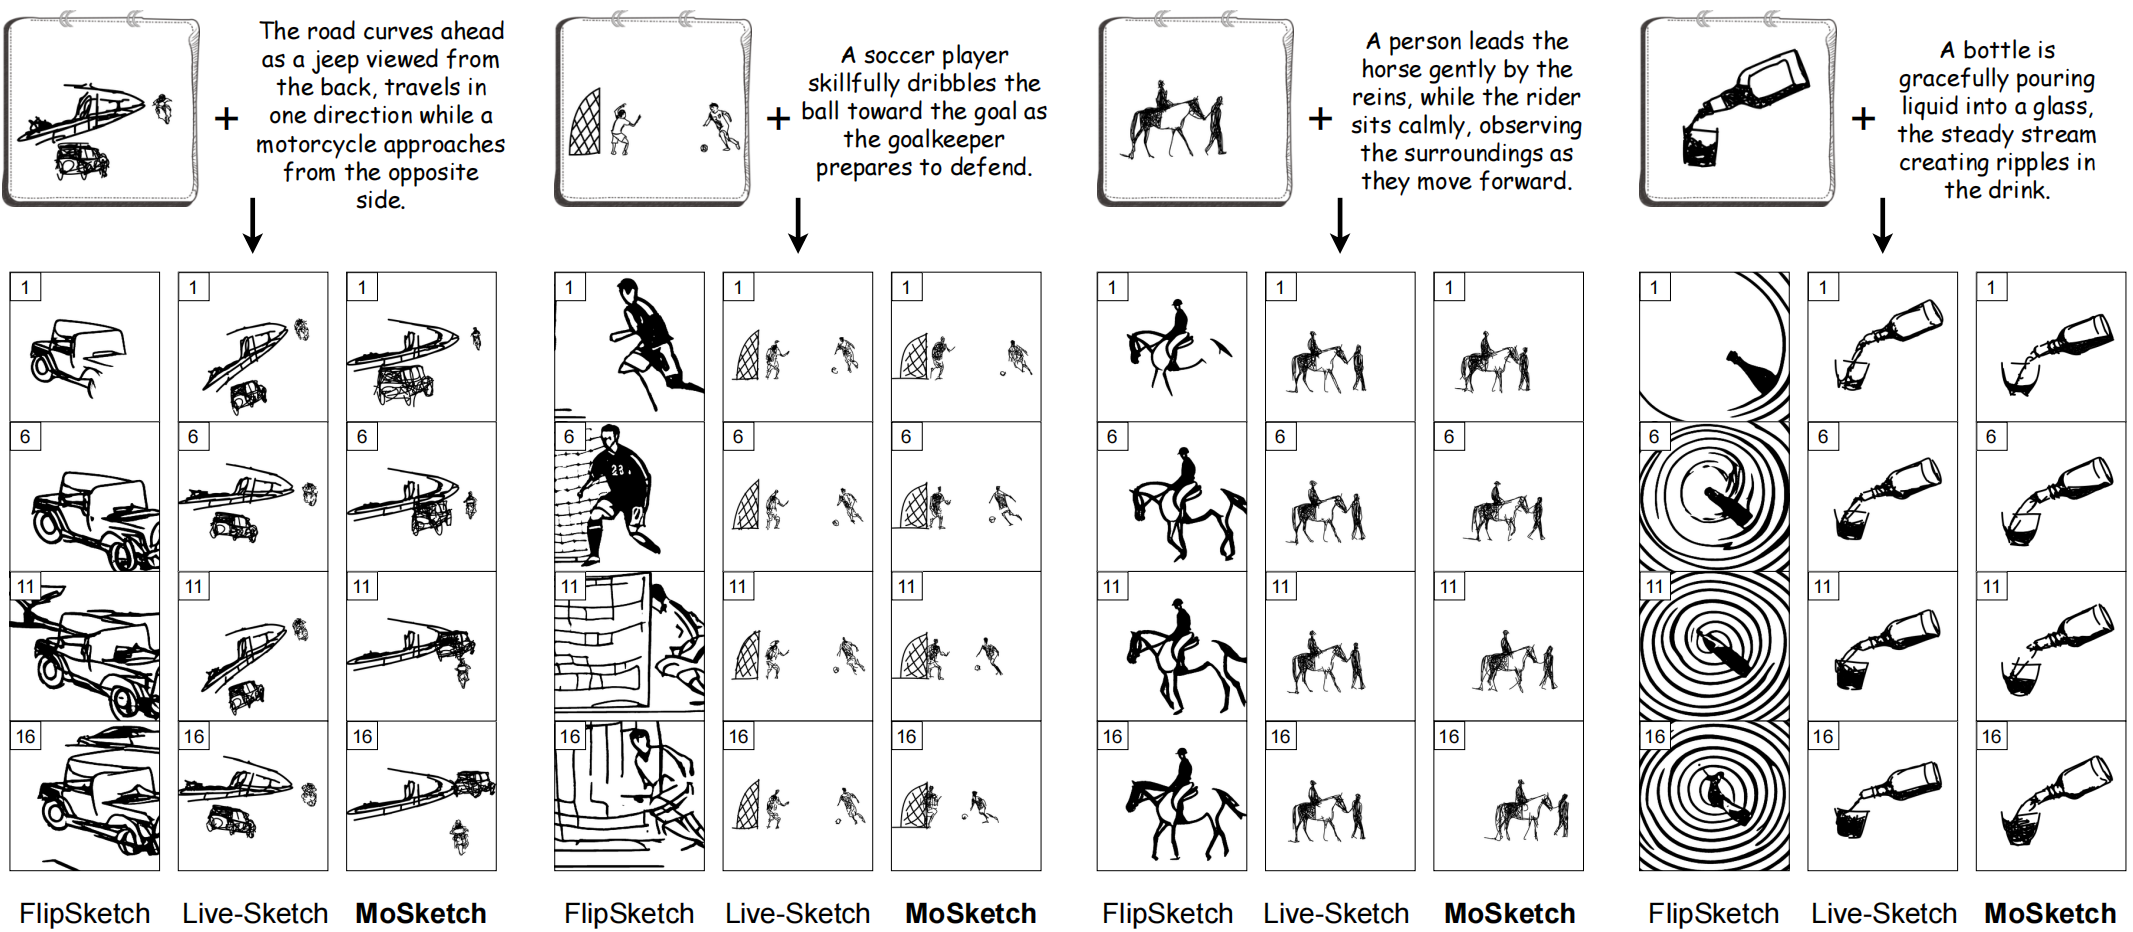 The road curves ahead
as a jeep viewed from
the back, travels in
one direction while a
motorcycle approaches
from the opposite
side.
+
A soccer player
skillfully dribbles the
ball toward the goal as
the goalkeeper
prepares to defend.
+
A person leads the
horse gently by the
reins, while the rider
sits calmly, observing
the surroundings as
they move forward.
+
A bottle is
gracefully pouring
liquid into a glass,
the steady stream
creating ripples in
the drink.
+
1 1 1 1 1 1 1 1 1 1 1 1
6 6 6 6 6 6 6 6 6 6 6 6
23
11 11 11 11 11 11 11 11 11 11 11 11
16 16 16 16 16 16 16 16 16 16 16 16
FlipSketch Live-Sketch MoSketch FlipSketch Live-Sketch MoSketch FlipSketch Live-Sketch MoSketch FlipSketch Live-Sketch MoSketch